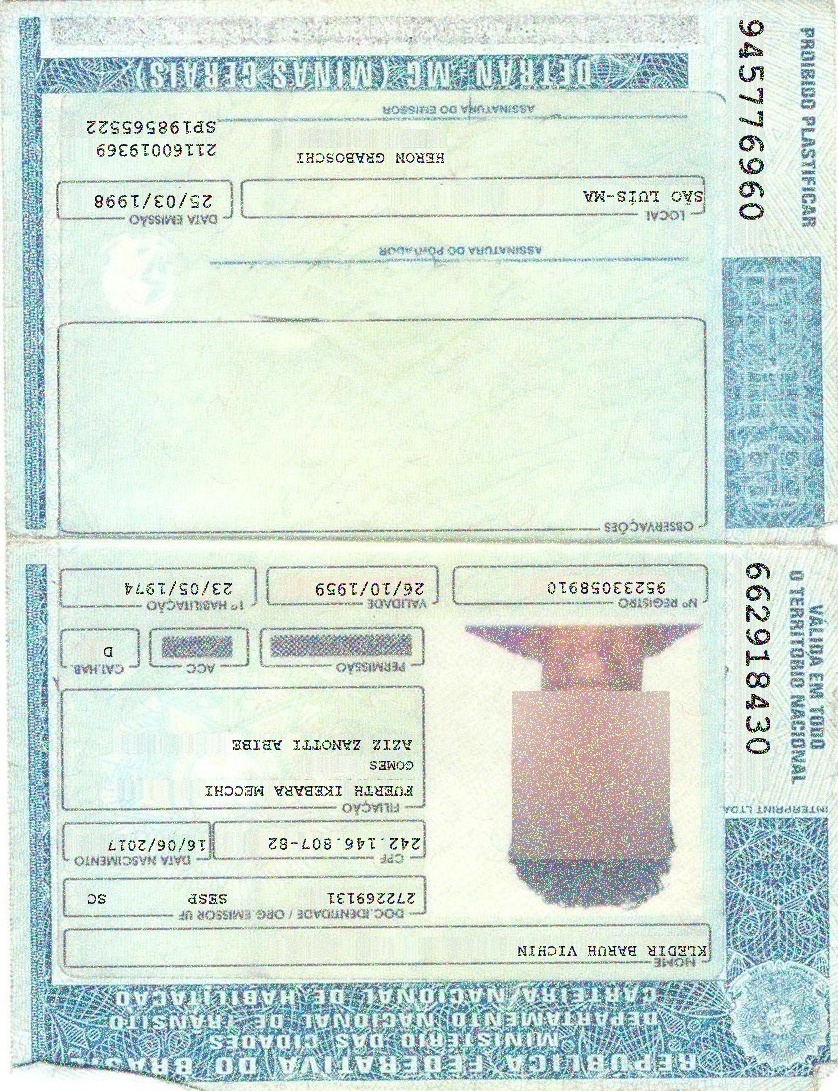 REPÚBLICA FEDERATIVA DO BRASIL
MINISTÉRIO DAS CIDADES
DEPARTAMENTO NACIONAL DE TRÂNSITO
CARTEIRA NACIONAL DE HABILITAÇÃO
NOME
KLEDIR BARUH VICHIN
DOC.IDENTIDADE / ORG EMISSOR UF
272269131 SESP SC
CPF
242.146.807-82
DATA NASCIMENTO
16/06/2017
FILIAÇÃO
FUERTH IKEBARA MECCHI
GOMES
AZIZ ZANOTTI ARIBE
PERMISSÃO
ACC
CAT.HAB.
D
Nº REGISTRO
95233058910
VALIDADE
26/10/1959
1ª HABILITAÇÃO
23/05/1974
VÁLIDA EM TODO
O TERRITÓRIO NACIONAL
662918430
INTERPRINT LTDA
OBSERVAÇÕES
ASSINATURA DO PORTADOR
LOCAL
SÃO LUÍS-MA
DATA EMISSÃO
25/03/1998
HERON GRABOSCHI
21160019369
SP198565522
ASSINATURA DO EMISSOR
DETRAN-MG (MINAS GERAIS)
PROIBIDO PLASTIFICAR
945776960